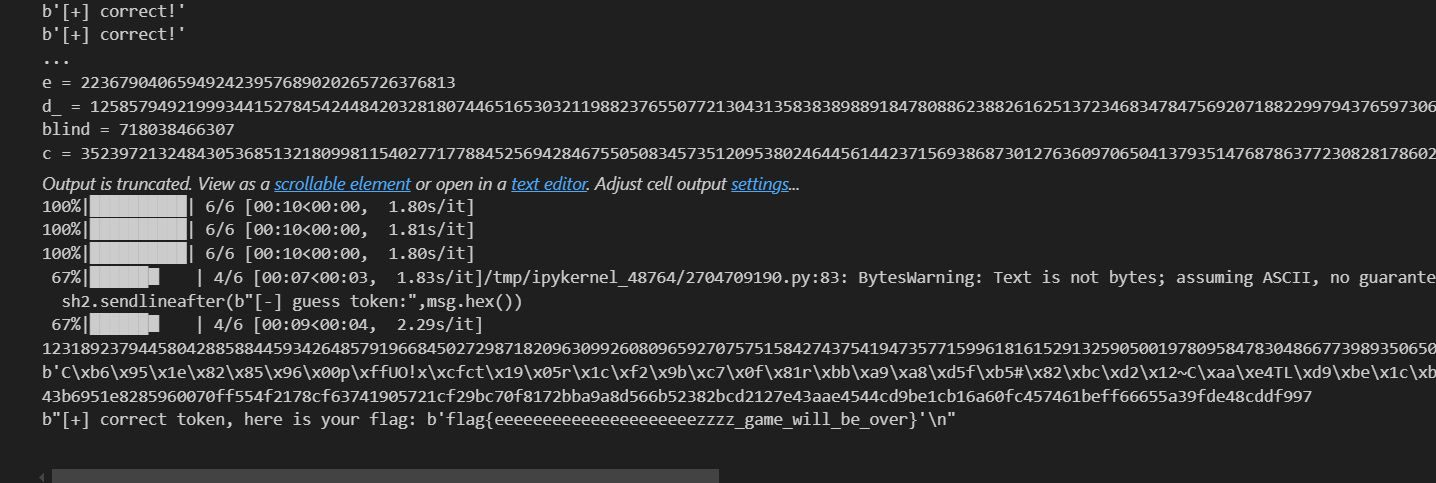 b'[+] correct!'
b'[+] correct!'
...
e = 223679040659492423957689020265726376813
d_ = 12585794921999344152784542448420328180744651653032119882376550772130431358383898891847808862388261625137234683478475692071882299794376597306
blind = 718038466307
c = 35239721324843053685132180998115402771778845256942846755050834573512095380246445614423715693868730127636097065041379351476878637723082817860 2
Output is truncated. View as a scrollable element or open in a text editor. Adjust cell output settings...
100%|██████████| 6/6 [00:10<00:00,  1.80s/it]
100%|██████████| 6/6 [00:10<00:00,  1.81s/it]
100%|██████████| 6/6 [00:10<00:00,  1.80s/it]
 67%|██████▋   | 4/6 [00:07<00:03,  1.83s/it]/tmp/ipykernel_48764/2704709190.py:83: BytesWarning: Text is not bytes; assuming ASCII, no guarante
  sh2.sendlineafter(b"[-] guess token:",msg.hex())
 67%|██████▋   | 4/6 [00:09<00:04,  2.29s/it]
12318923794458042885884459342648579196684502729871820963099260809659270757515842743754194735771599618161529132590500197809584783048667739893506 50
b'C\xb6\x95\x1e\x82\x85\x96\x00p\xffUO!x\xcfct\x19\x05r\x1c\xf2\x9b\xc7\x0f\x81r\xbb\xa9\xa8\xd5f\xb5#\x82\xbc\xd2\x12~C\xaa\xe4TL\xd9\xbe\x1c\xb
43b6951e8285960070ff554f2178cf63741905721cf29bc70f8172bba9a8d566b52382bcd2127e43aae4544cd9be1cb16a60fc457461beff66655a39fde48cddf997
b"[+] correct token, here is your flag: b'flag{eeeeeeeeeeeeeeeeeeeeezzzz_game_will_be_over}'\n"